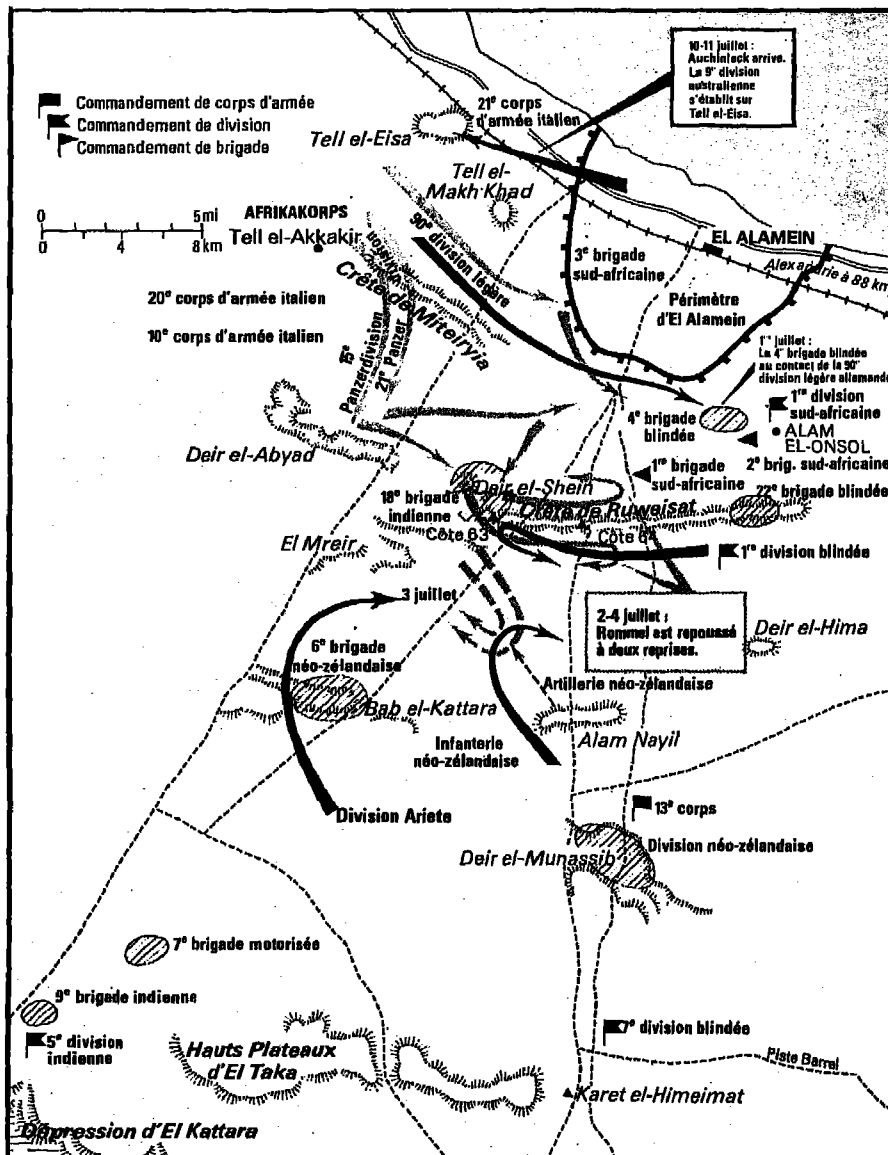 Commandement de corps d'armée
Commandement de division
Commandement de brigade
0 5 mi
0 4 8 km
10-11 juillet :
Auchinleck arrive.
La 9e division
australienne
s'établit sur
Tell el-Eisa.
21e corps
d'armée italien
Tell el-Eisa
Tell el-
Makh Khad
AFRIKAKORPS
Tell el-Akkakir
90e division légère
3e brigade
sud-africaine
EL ALAMEIN
Alexandrie à 88 km
Périmètre
d'El Alamein
20e corps d'armée italien
10e corps d'armée italien
Crête de Miteiryia
15e
Panzerdivision
21e Panzer
1er juillet :
La 4e brigade blindée
au contact de la 90e
division légère allemande
1re division
sud-africaine
4e brigade
blindée
ALAM
EL-ONSOL
Deir el-Abyad
1re brigade
sud-africaine
2e brig. sud-africaine
Deir el-Shein
22e brigade blindée
18e brigade
indienne
Crête de Ruweisat
El Mreir
Côte 63
Côte 64
1re division blindée
3 juillet
2-4 juillet :
Rommel est repoussé
à deux reprises.
Deir el-Hima
6e brigade
néo-zélandaise
Artillerie néo-zélandaise
Bab el-Kattara
Infanterie
néo-zélandaise
Alam Nayil
Division Ariete
13e corps
Deir el-Munassib
Division néo-zélandaise
7e brigade motorisée
9e brigade indienne
5e division
indienne
7e division blindée
Hauts Plateaux
d'El Taka
Piste Barrel
Karet el-Himeimat
Dépression d'El Kattara